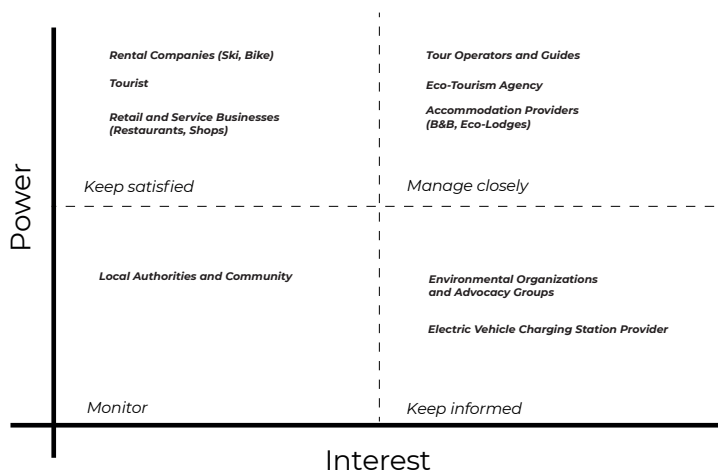 Rental Companies (Ski, Bike)
Tourist
Retail and Service Businesses
(Restaurants, Shops)
Keep satisfied
Tour Operators and Guides
Eco-Tourism Agency
Accommodation Providers
(B&B, Eco-Lodges)
Manage closely
Power
Local Authorities and Community
Monitor
Environmental Organizations
and Advocacy Groups
Electric Vehicle Charging Station Provider
Keep informed
Interest